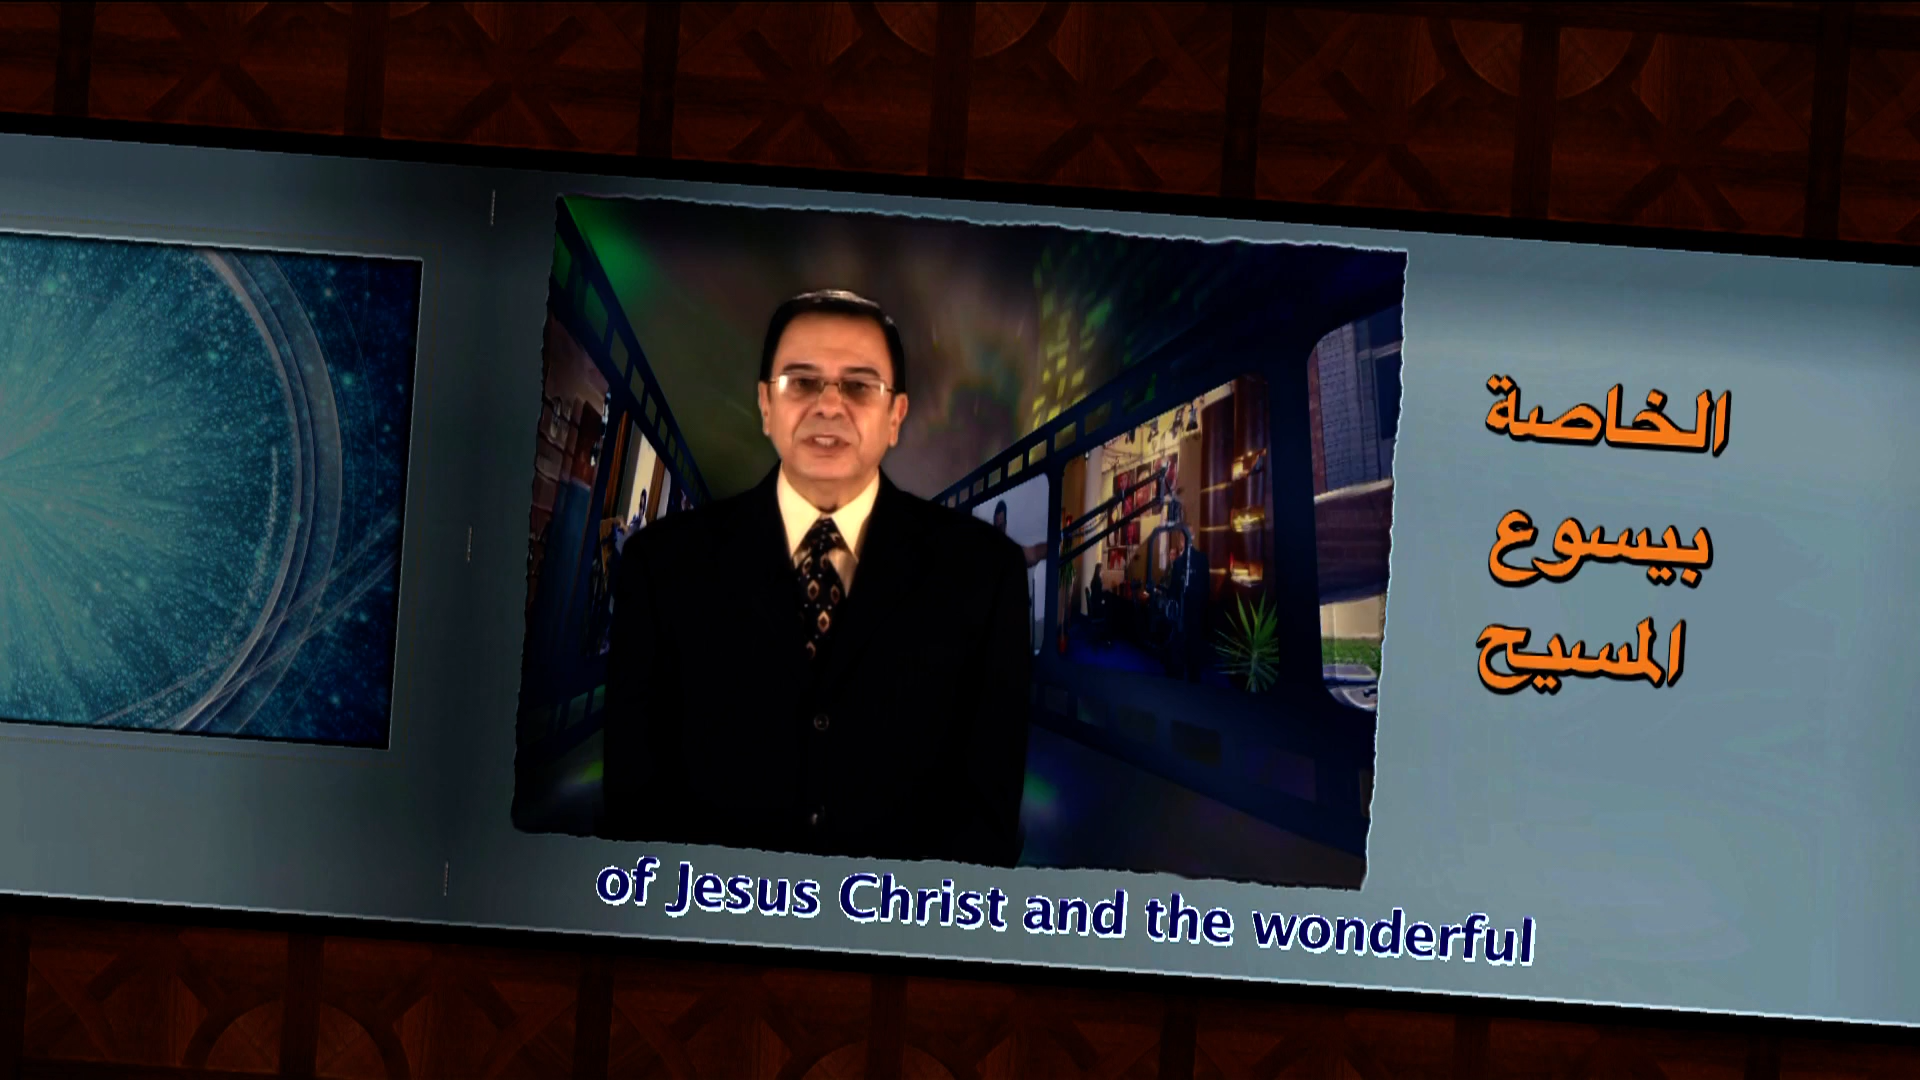 الخاصة
بيسوع
المسيح
of Jesus Christ and the wonderful